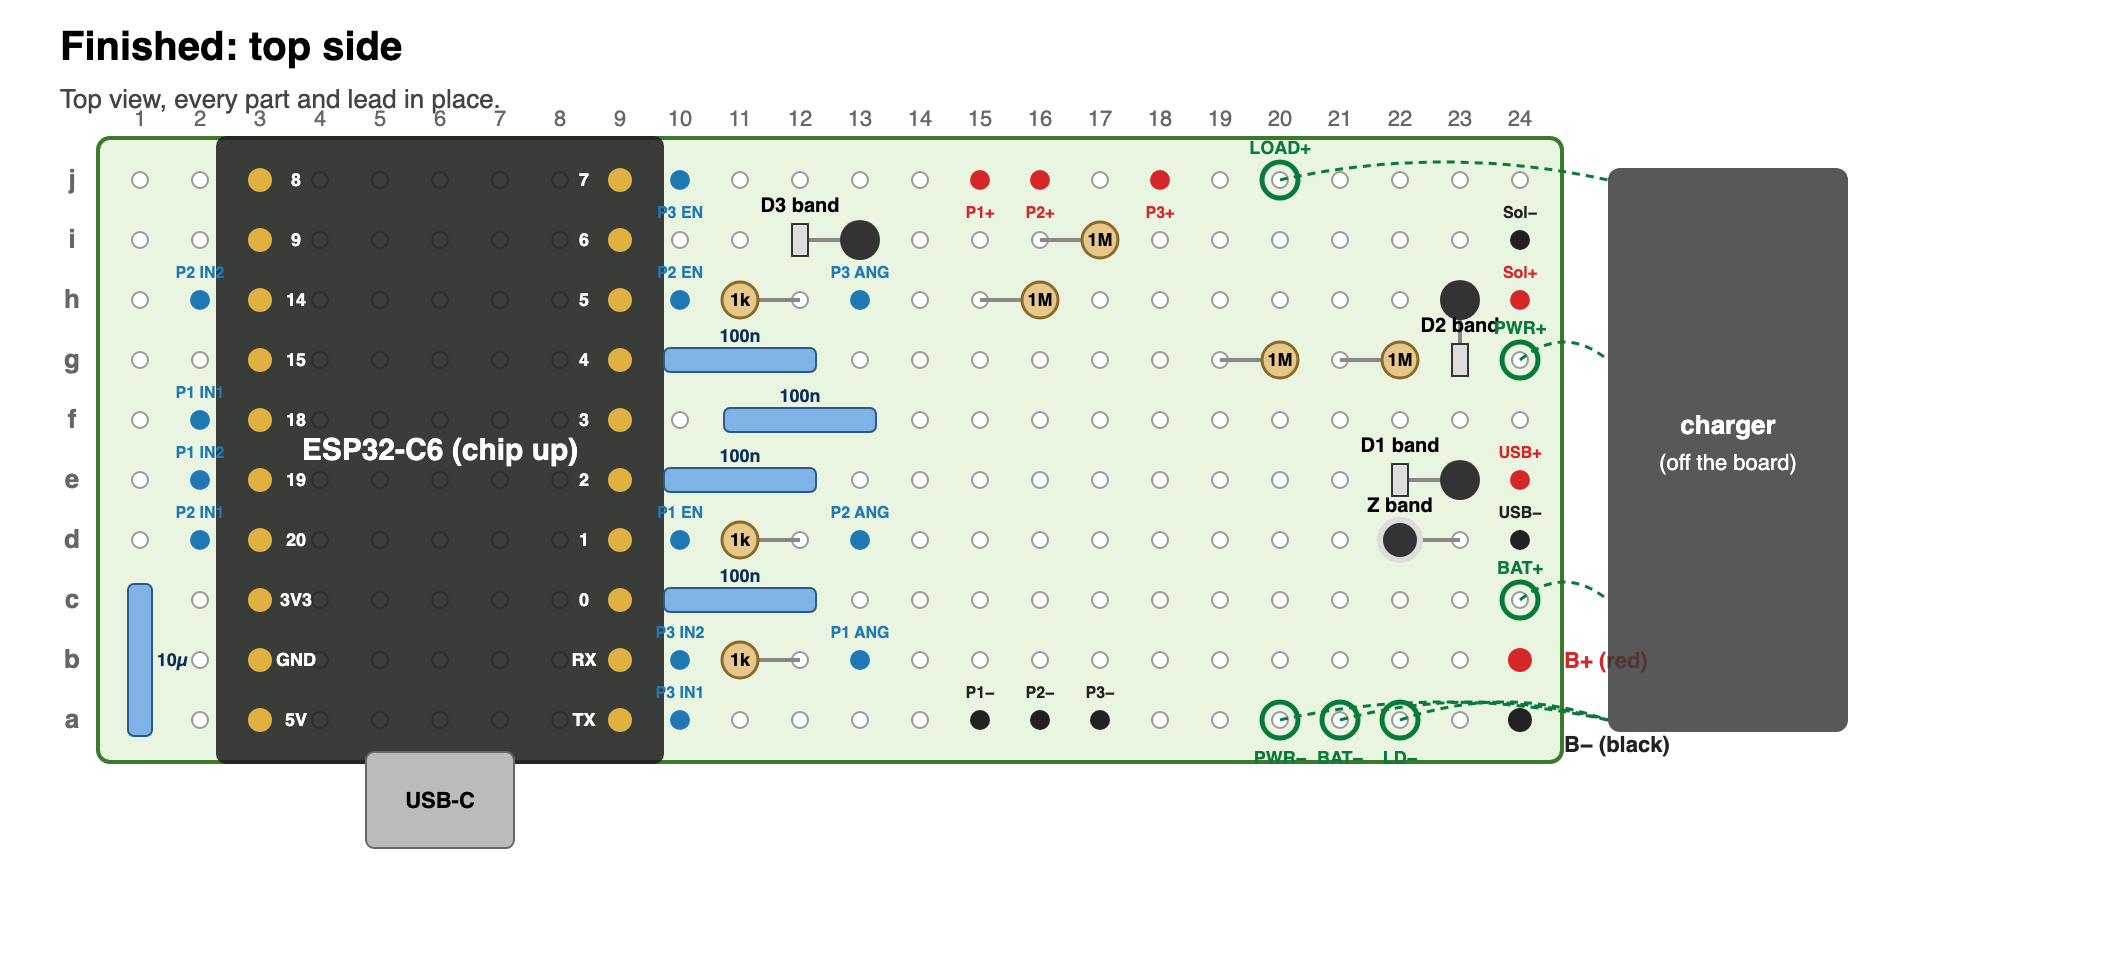 Finished: top side
Top view, every part and lead in place.
1 2 3 4 5 6 7 8 9 10 11 12 13 14 15 16 17 18 19 20 21 22 23 24
LOAD+
j 8 7
D3 band
P3 EN P1+ P2+ P3+ Sol−
i 9 6 1M
P2 IN2 P2 EN P3 ANG Sol+
h 14 5 1k 1M
D2 band PWR+
100n
g 15 4 1M 1M
P1 IN1 100n
f 18 3
charger
ESP32-C6 (chip up)
D1 band
P1 IN2 100n USB+
(off the board)
e 19 2
Z band
P2 IN1 P1 EN P2 ANG USB−
d 20 1 1k
100n BAT+
c 3V3 0
P3 IN2 P1 ANG
b 10µ GND RX 1k B+ (red)
P3 IN1 P1− P2− P3−
a 5V TX
B− (black)
PWR− BAT− LD−
USB-C